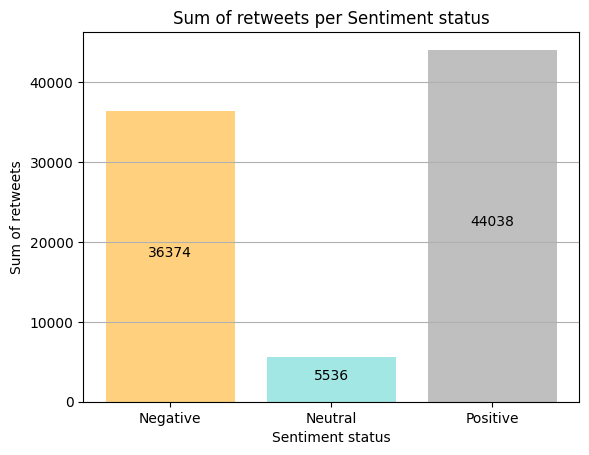 Sum of retweets per Sentiment status
Sum of retweets
40000
30000
20000
10000
0
36374
5536
44038
Negative
Neutral
Positive
Sentiment status